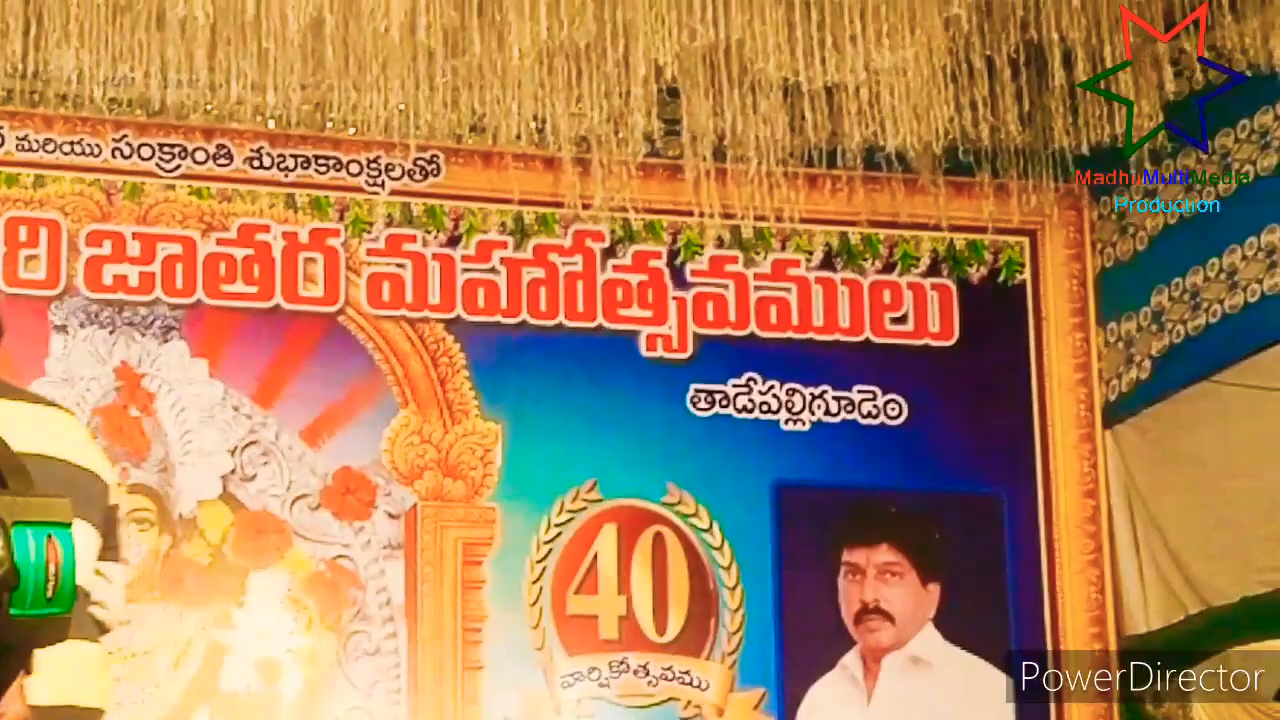 మరియు సంక్రాంతి శుభాకాంక్షలతో
రి జాతర మహోత్సవములు
తాడేపల్లిగూడెం
40
వార్షికోత్సవము
Madhu MultiMedia
Production
PowerDirector